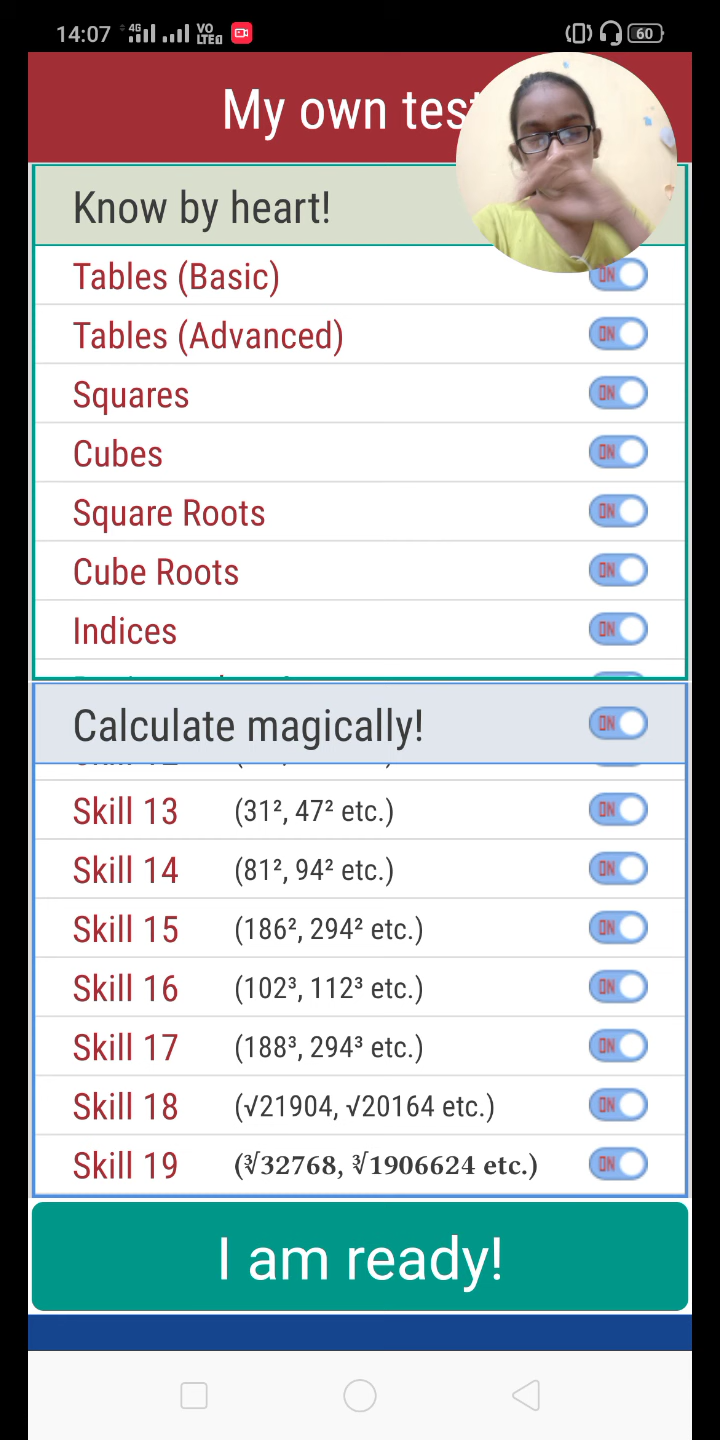 14:07 4G VO LTE 60
My own test
Know by heart!
Tables (Basic) ON
Tables (Advanced) ON
Squares ON
Cubes ON
Square Roots ON
Cube Roots ON
Indices ON
Calculate magically! ON
Skill 13 (31², 47² etc.) ON
Skill 14 (81², 94² etc.) ON
Skill 15 (186², 294² etc.) ON
Skill 16 (102³, 112³ etc.) ON
Skill 17 (188³, 294³ etc.) ON
Skill 18 (√21904, √20164 etc.) ON
Skill 19 (∛32768, ∛1906624 etc.) ON
I am ready!